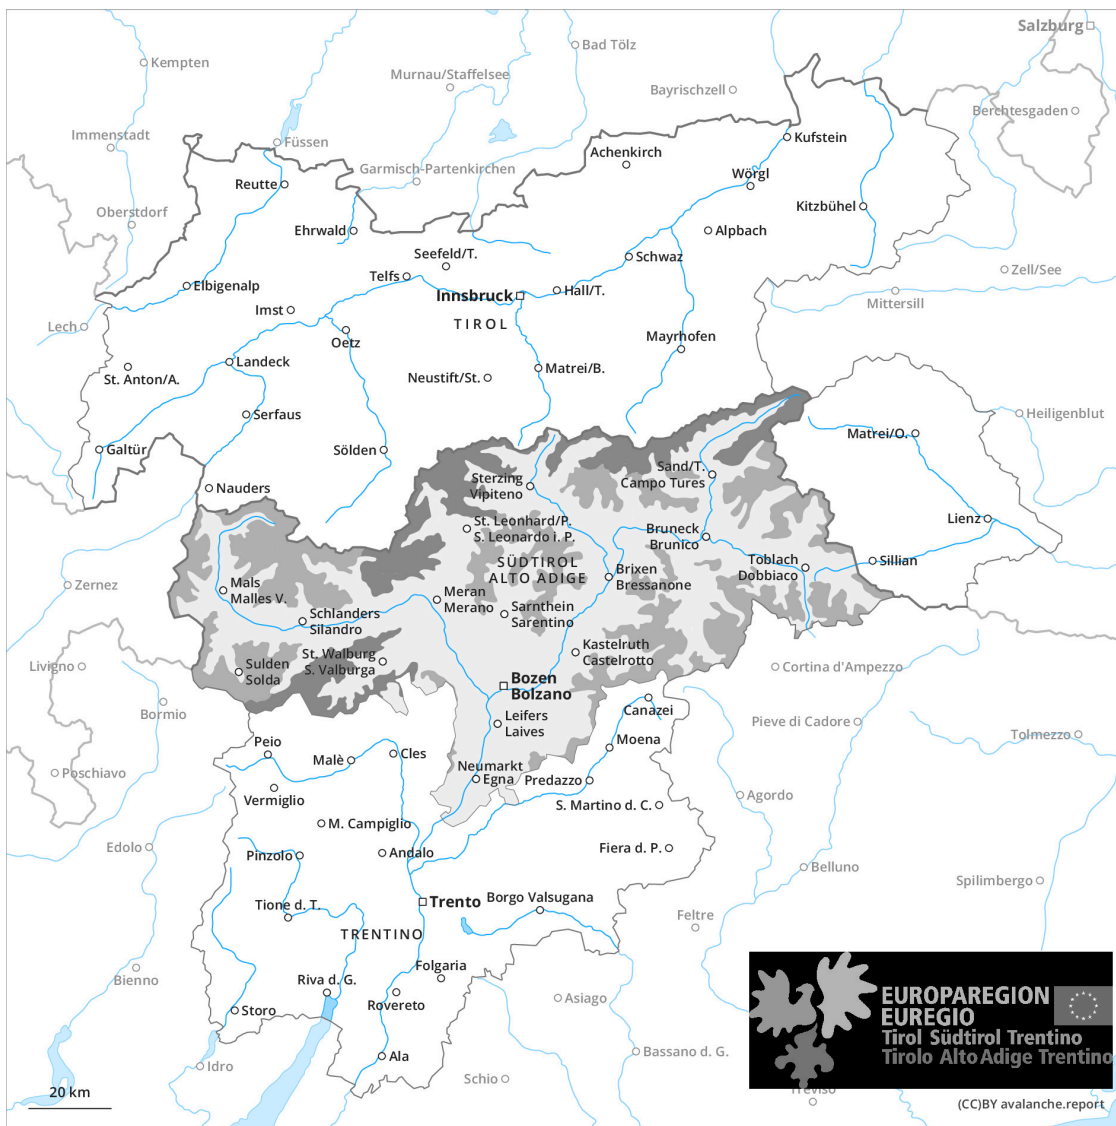 Salzburg
Bad Tölz
Kempten
Murnau/Staffelsee
Bayrischzell
Berchtesgaden
Immenstadt
Füssen
Kufstein
Achenkirch
Garmisch-Partenkirchen
Wörgl
Reutte
Oberstdorf
Kitzbühel
Ehrwald
Alpbach
Seefeld/T.
Schwaz
Zell/See
Telfs
Elbigenalp
Innsbruck
Hall/T.
Mittersill
Imst
TIROL
Lech
Oetz
Mayrhofen
Landeck
Matrei/B.
St. Anton/A.
Neustift/St.
Serfaus
Heiligenblut
Matrei/O.
Galtür
Sölden
Sand/T.
Campo Tures
Sterzing
Vipiteno
Nauders
Lienz
St. Leonhard/P.
S. Leonardo i. P.
Bruneck
Brunico
SÜDTIROL
ALTO ADIGE
Toblach
Dobbiaco
Sillian
Brixen
Bressanone
Zernez
Mals
Malles V.
Meran
Merano
Sarnthein
Sarentino
Schlanders
Silandro
Kastelruth
Castelrotto
St. Walburg
S. Valburga
Livigno
Sulden
Solda
Cortina d'Ampezzo
Bozen
Bolzano
Bormio
Canazei
Leifers
Laives
Pieve di Cadore
Tolmezzo
Peio
Moena
Cles
Malè
Neumarkt
Egna
Predazzo
Poschiavo
Vermiglio
Agordo
S. Martino d. C.
M. Campiglio
Edolo
Pinzolo
Andalo
Fiera d. P.
Belluno
Spilimbergo
Tione d. T.
Trento
Borgo Valsugana
Feltre
TRENTINO
Folgaria
Bienno
Riva d. G.
Rovereto
Asiago
Storo
EUROPAREGION
EUREGIO
Tirol Südtirol Trentino
Tirolo Alto Adige Trentino
Ala
Bassano d. G.
Idro
Schio
Treviso
20 km
(CC)BY avalanche.report